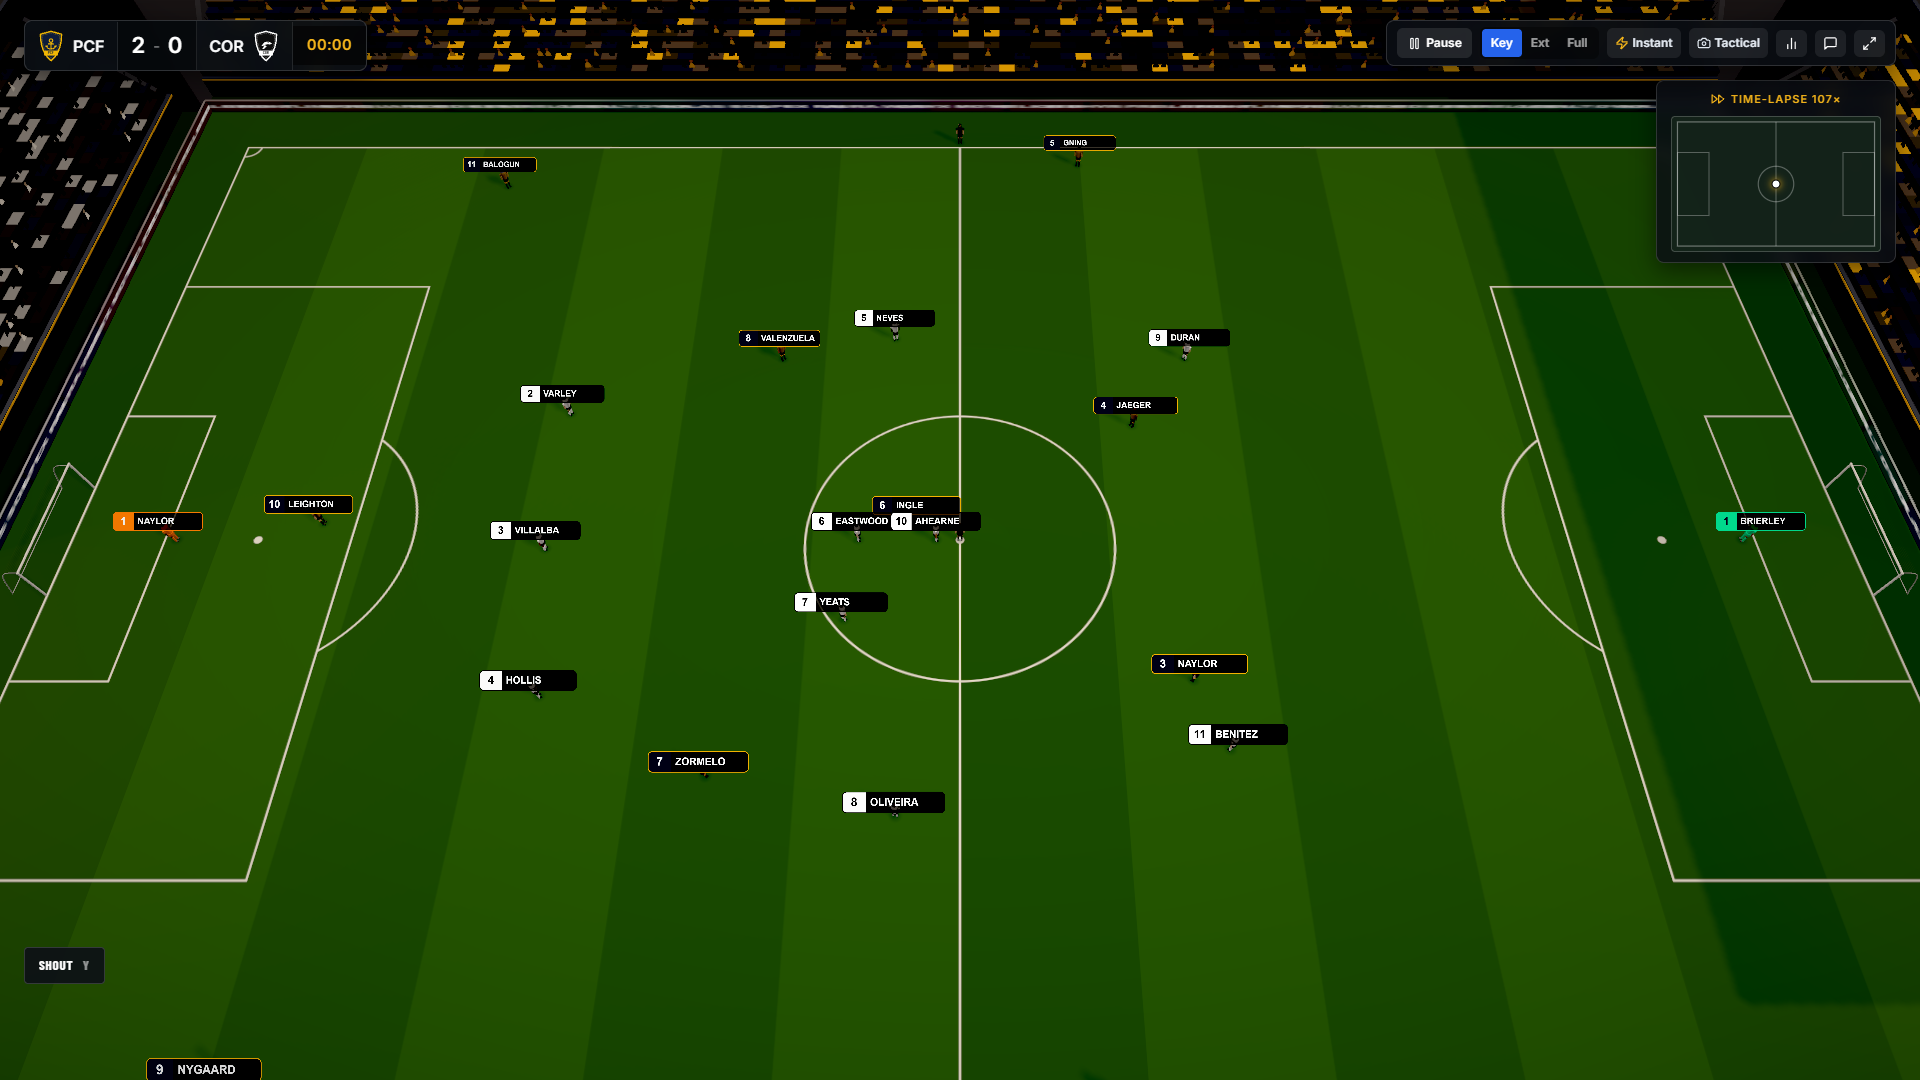 PCF 2 - 0 COR 00:00
Pause Key Ext Full Instant Tactical
TIME-LAPSE 107×
5 GNING
11 BALOGUN
5 NEVES
8 VALENZUELA
9 DURAN
2 VARLEY
4 JAEGER
10 LEIGHTON
6 INGLE
1 NAYLOR
6 EASTWOOD
10 AHEARNE
1 BRIERLEY
3 VILLALBA
7 YEATS
3 NAYLOR
4 HOLLIS
11 BENITEZ
7 ZORMELO
8 OLIVEIRA
SHOUT Y
9 NYGAARD